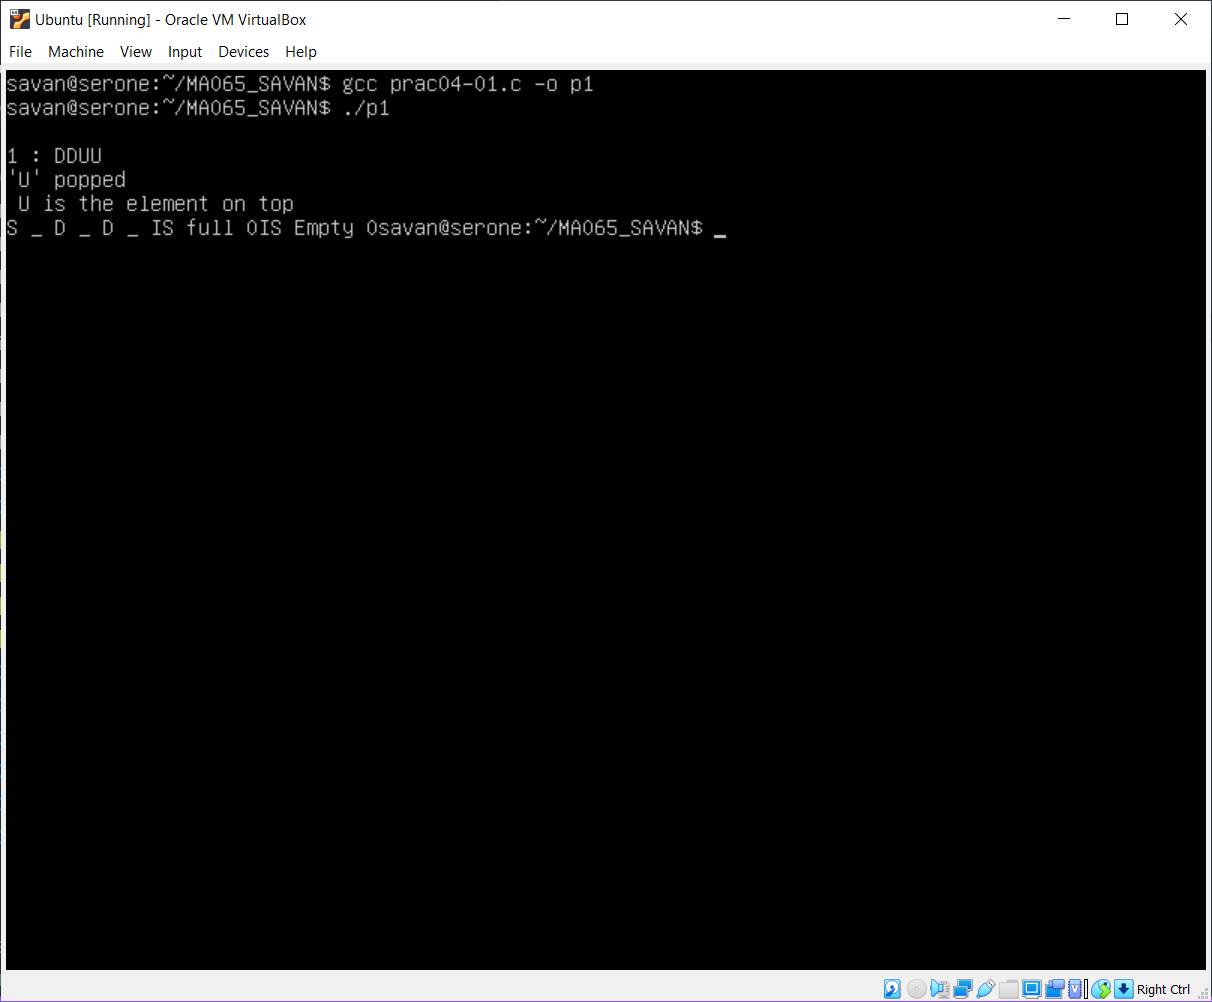 Ubuntu [Running] - Oracle VM VirtualBox
File Machine View Input Devices Help
savan@serone:~/MA065_SAVAN$ gcc prac04-01.c -o p1
savan@serone:~/MA065_SAVAN$ ./p1
1 : DDUU
'U' popped
U is the element on top
S _ D _ D _ IS full 0IS Empty 0savan@serone:~/MA065_SAVAN$ _
Right Ctrl